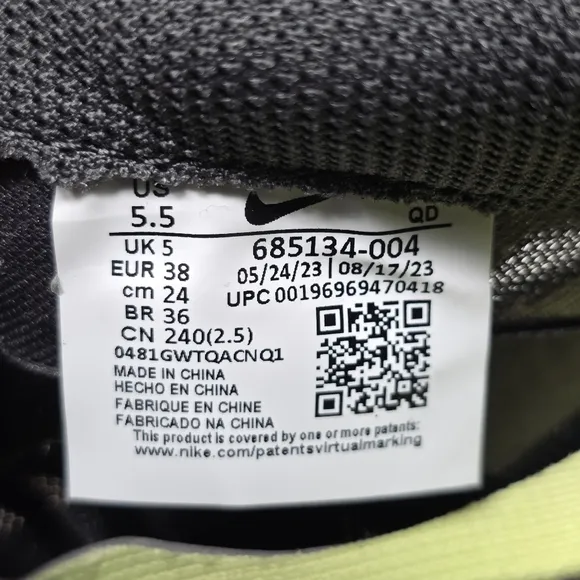 US
5.5
QD
UK 5
685134-004
EUR 38
05/24/23 | 08/17/23
cm 24
UPC 00196969470418
BR 36
CN 240(2.5)
0481GWTQACNQ1
MADE IN CHINA
HECHO EN CHINA
FABRIQUE EN CHINE
FABRICADO NA CHINA
This product is covered by one or more patents:
www.nike.com/patentsvirtualmarking